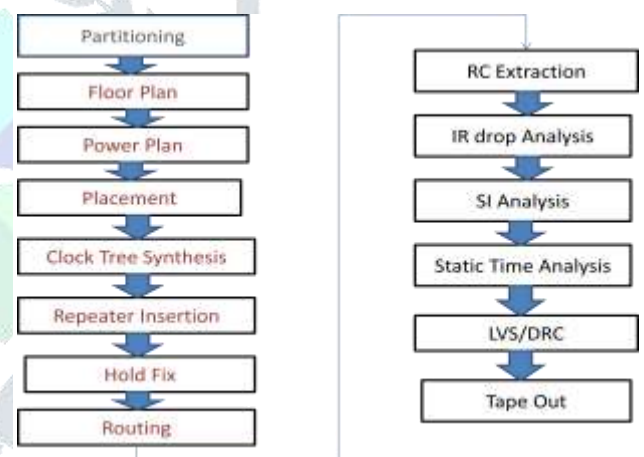 Partitioning
Floor Plan
Power Plan
Placement
Clock Tree Synthesis
Repeater Insertion
Hold Fix
Routing
RC Extraction
IR drop Analysis
SI Analysis
Static Time Analysis
LVS/DRC
Tape Out